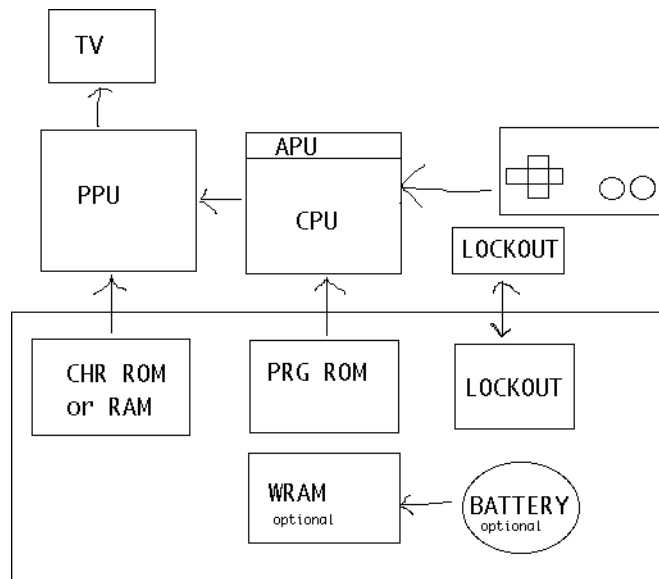 TV
APU
PPU
CPU
LOCKOUT
CHR ROM
or RAM
PRG ROM
LOCKOUT
WRAM
optional
BATTERY
optional